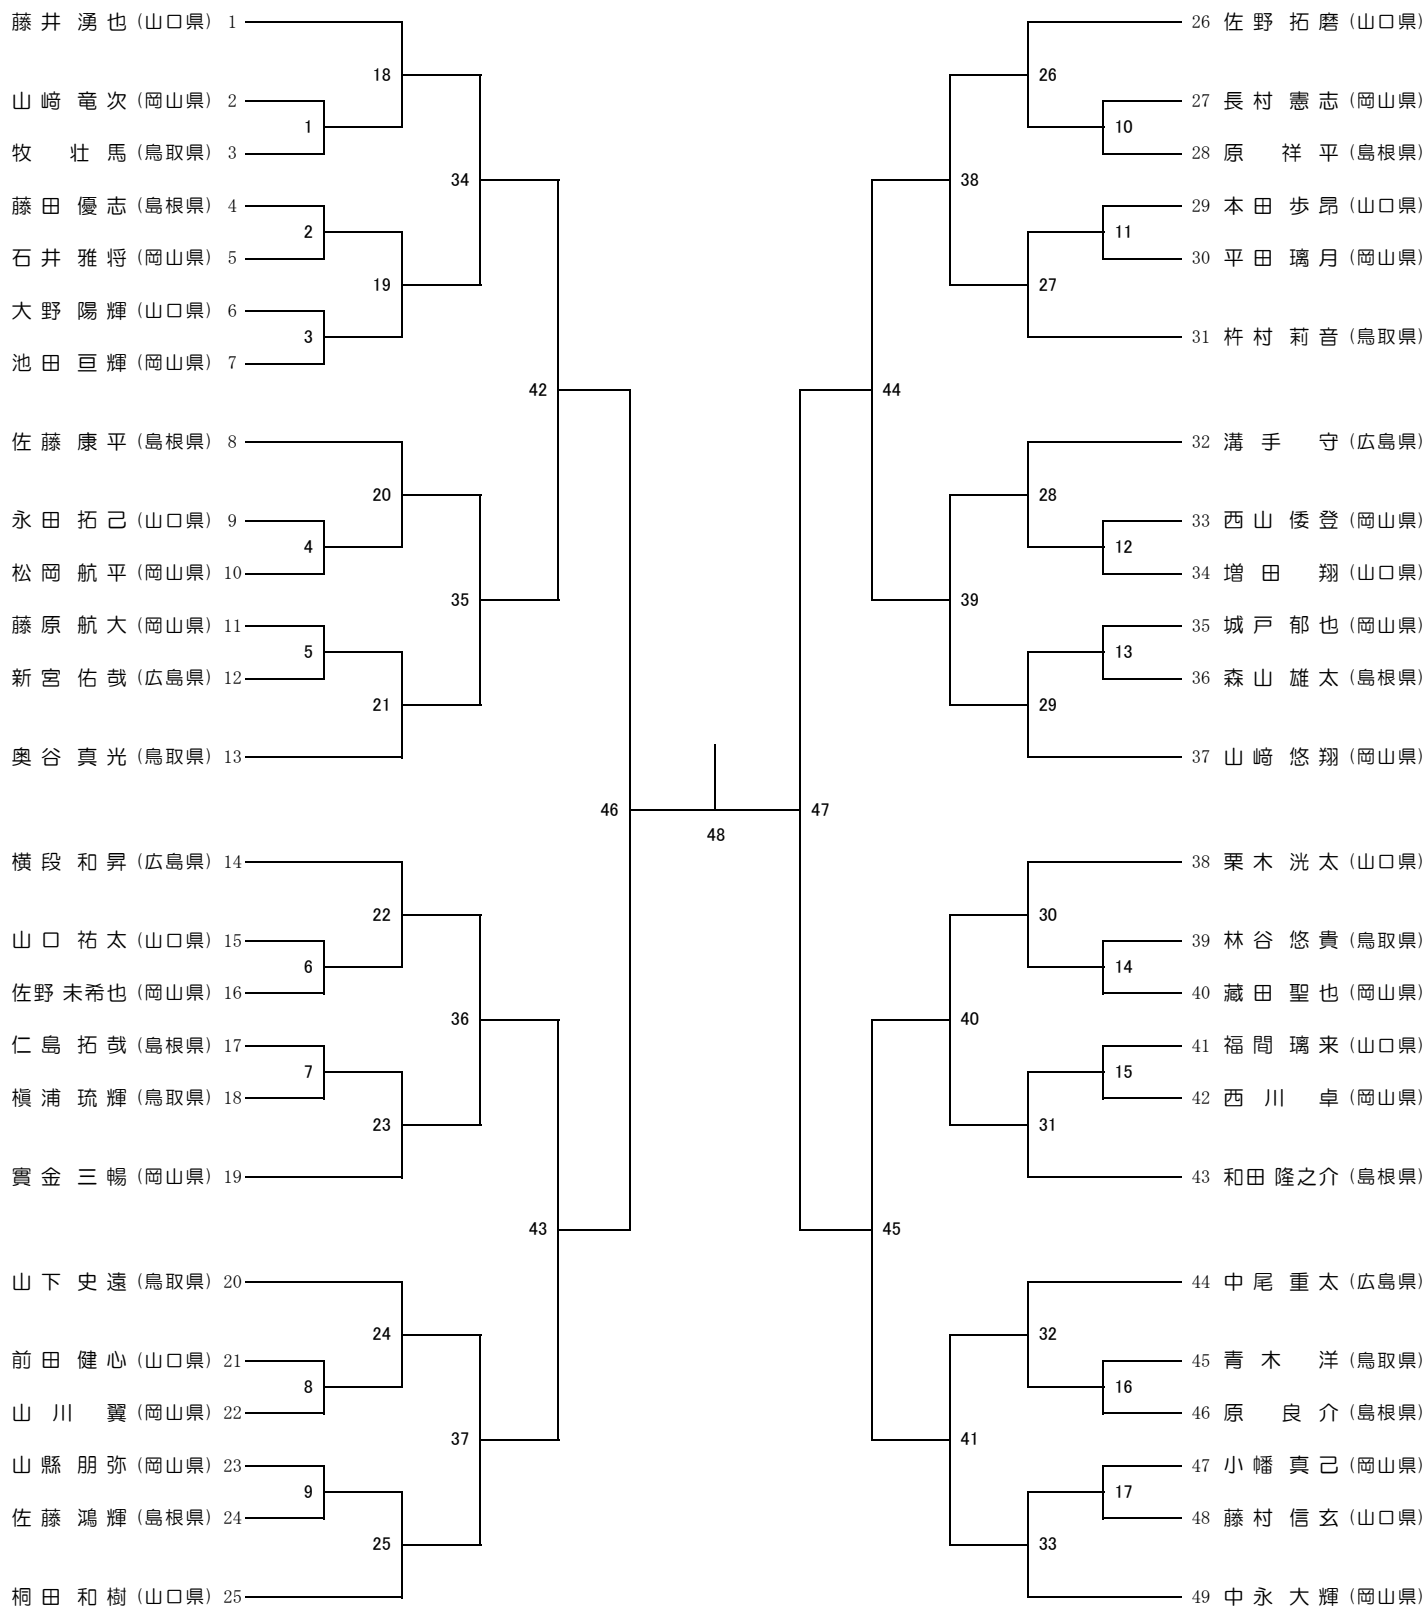 藤井 湧也 (山口県) 1
18
山﨑 竜次 (岡山県) 2
1
牧 壮馬 (鳥取県) 3
34
藤田 優志 (島根県) 4
2
石井 雅将 (岡山県) 5
19
大野 陽輝 (山口県) 6
3
池田 亘輝 (岡山県) 7
42
佐藤 康平 (島根県) 8
20
永田 拓己 (山口県) 9
4
松岡 航平 (岡山県) 10
35
藤原 航大 (岡山県) 11
5
新宮 佑哉 (広島県) 12
21
奥谷 真光 (鳥取県) 13
46
48
横段 和昇 (広島県) 14
22
山口 祐太 (山口県) 15
6
佐野 未希也 (岡山県) 16
36
仁島 拓哉 (島根県) 17
7
槇浦 琉輝 (鳥取県) 18
23
實金 三暢 (岡山県) 19
43
山下 史遠 (鳥取県) 20
24
前田 健心 (山口県) 21
8
山川 翼 (岡山県) 22
37
山縣 朋弥 (岡山県) 23
9
佐藤 鴻輝 (島根県) 24
25
桐田 和樹 (山口県) 25
26 佐野 拓磨 (山口県)
26
27 長村 憲志 (岡山県)
10
28 原 祥平 (島根県)
38
29 本田 歩昂 (山口県)
11
30 平田 璃月 (岡山県)
27
31 杵村 莉音 (鳥取県)
44
32 溝手 守 (広島県)
28
33 西山 倭登 (岡山県)
12
34 増田 翔 (山口県)
39
35 城戸 郁也 (岡山県)
13
36 森山 雄太 (島根県)
29
37 山﨑 悠翔 (岡山県)
47
38 栗木 洸太 (山口県)
30
39 林谷 悠貴 (鳥取県)
14
40 藏田 聖也 (岡山県)
40
41 福間 璃来 (山口県)
15
42 西川 卓 (岡山県)
31
43 和田 隆之介 (島根県)
45
44 中尾 重太 (広島県)
32
45 青木 洋 (鳥取県)
16
46 原 良介 (島根県)
41
47 小幡 真己 (岡山県)
17
48 藤村 信玄 (山口県)
33
49 中永 大輝 (岡山県)